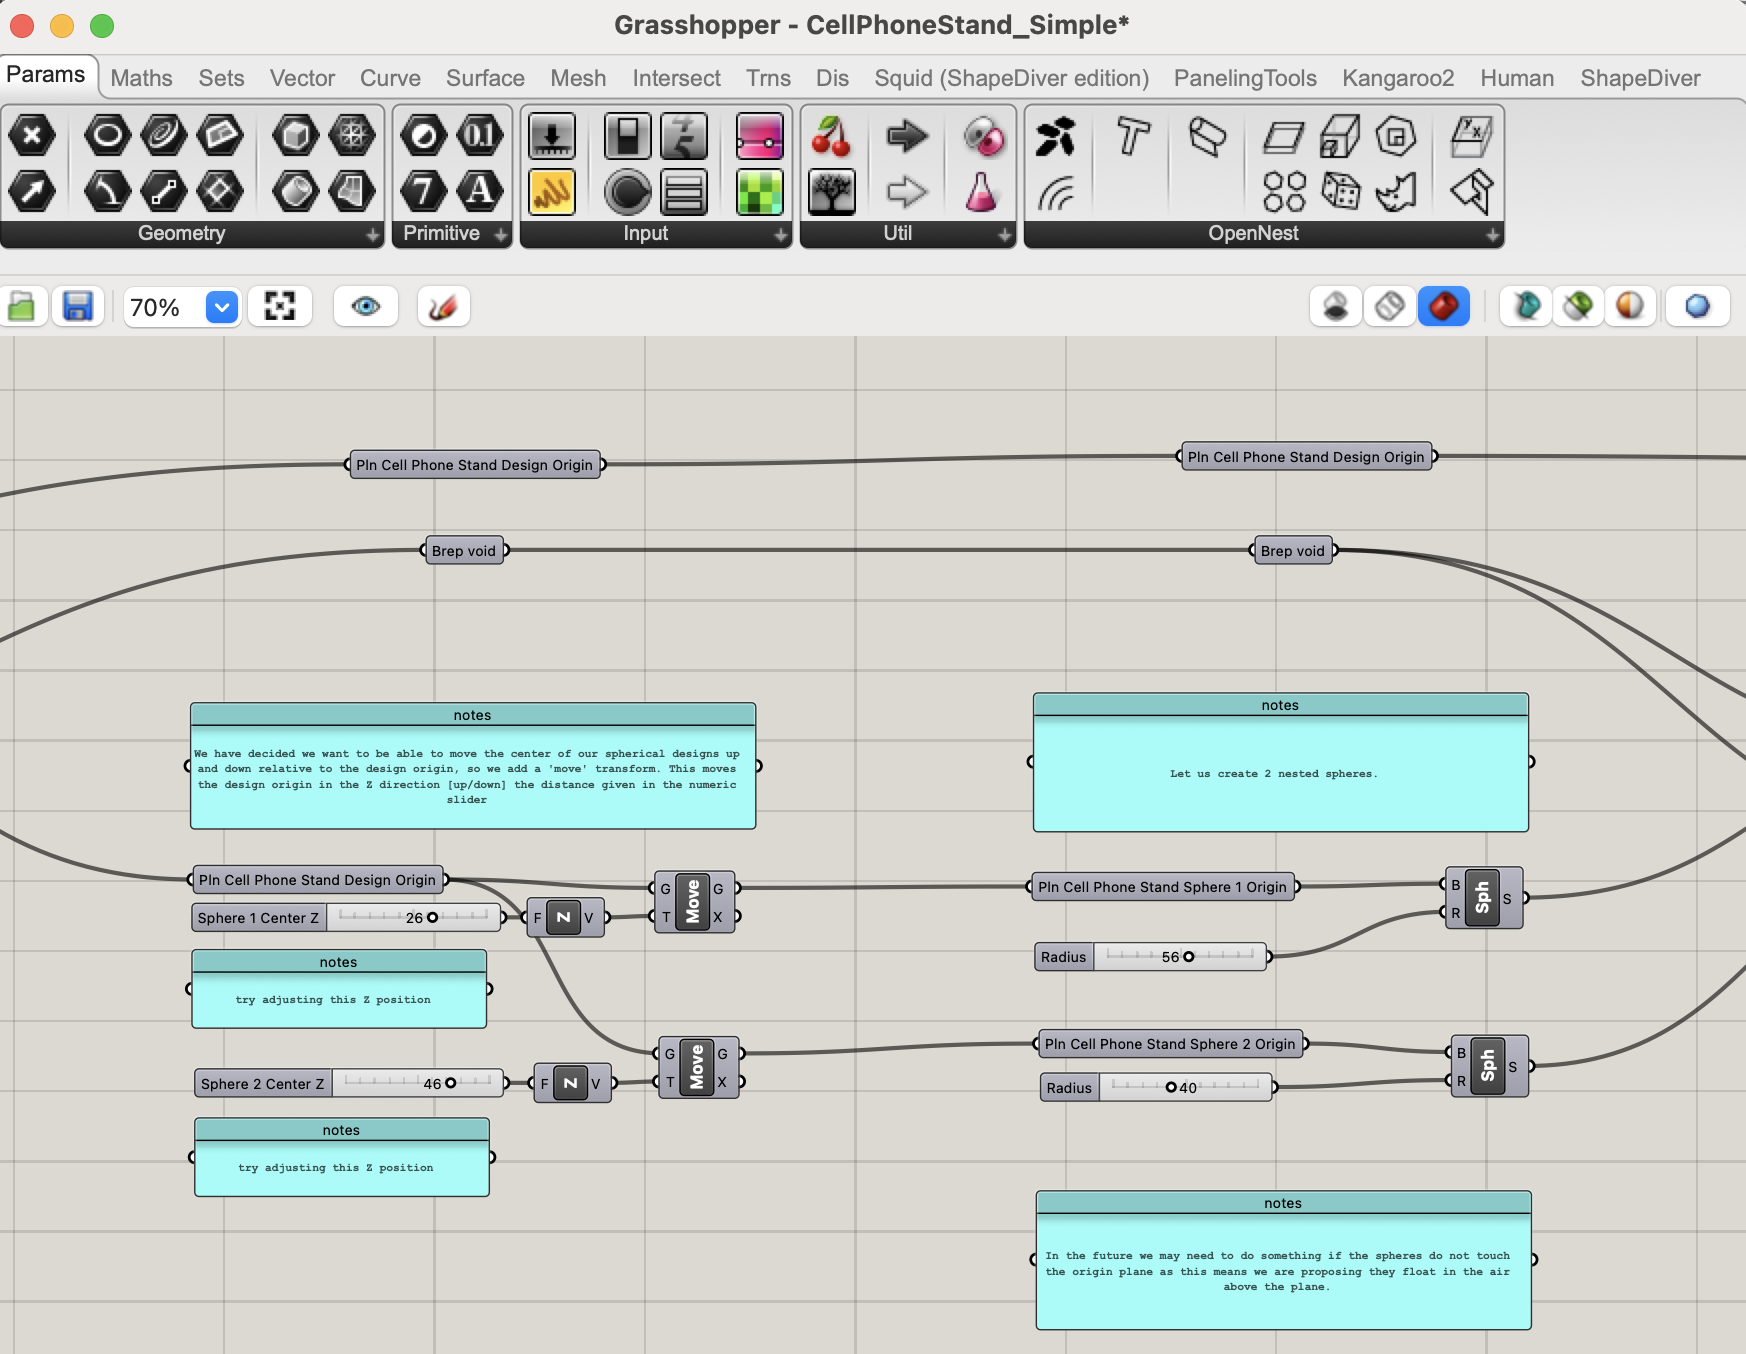 Grasshopper - CellPhoneStand_Simple*
Params Maths Sets Vector Curve Surface Mesh Intersect Trns Dis Squid (ShapeDiver edition) PanelingTools Kangaroo2 Human ShapeDiver
0.1
7 A
Geometry Primitive Input Util OpenNest
70%
Pln Cell Phone Stand Design Origin
Pln Cell Phone Stand Design Origin
Brep void
Brep void
notes
We have decided we want to be able to move the center of our spherical designs up
and down relative to the design origin, so we add a 'move' transform. This moves
the design origin in the Z direction [up/down] the distance given in the numeric
slider
notes
Let us create 2 nested spheres.
Pln Cell Phone Stand Design Origin
Sphere 1 Center Z 26
F Z V
G T Move G X
Pln Cell Phone Stand Sphere 1 Origin
Radius 56
B R Sph S
notes
try adjusting this Z position
Sphere 2 Center Z 46
F Z V
G T Move G X
Pln Cell Phone Stand Sphere 2 Origin
Radius 40
B R Sph S
notes
try adjusting this Z position
notes
In the future we may need to do something if the spheres do not touch
the origin plane as this means we are proposing they float in the air
above the plane.